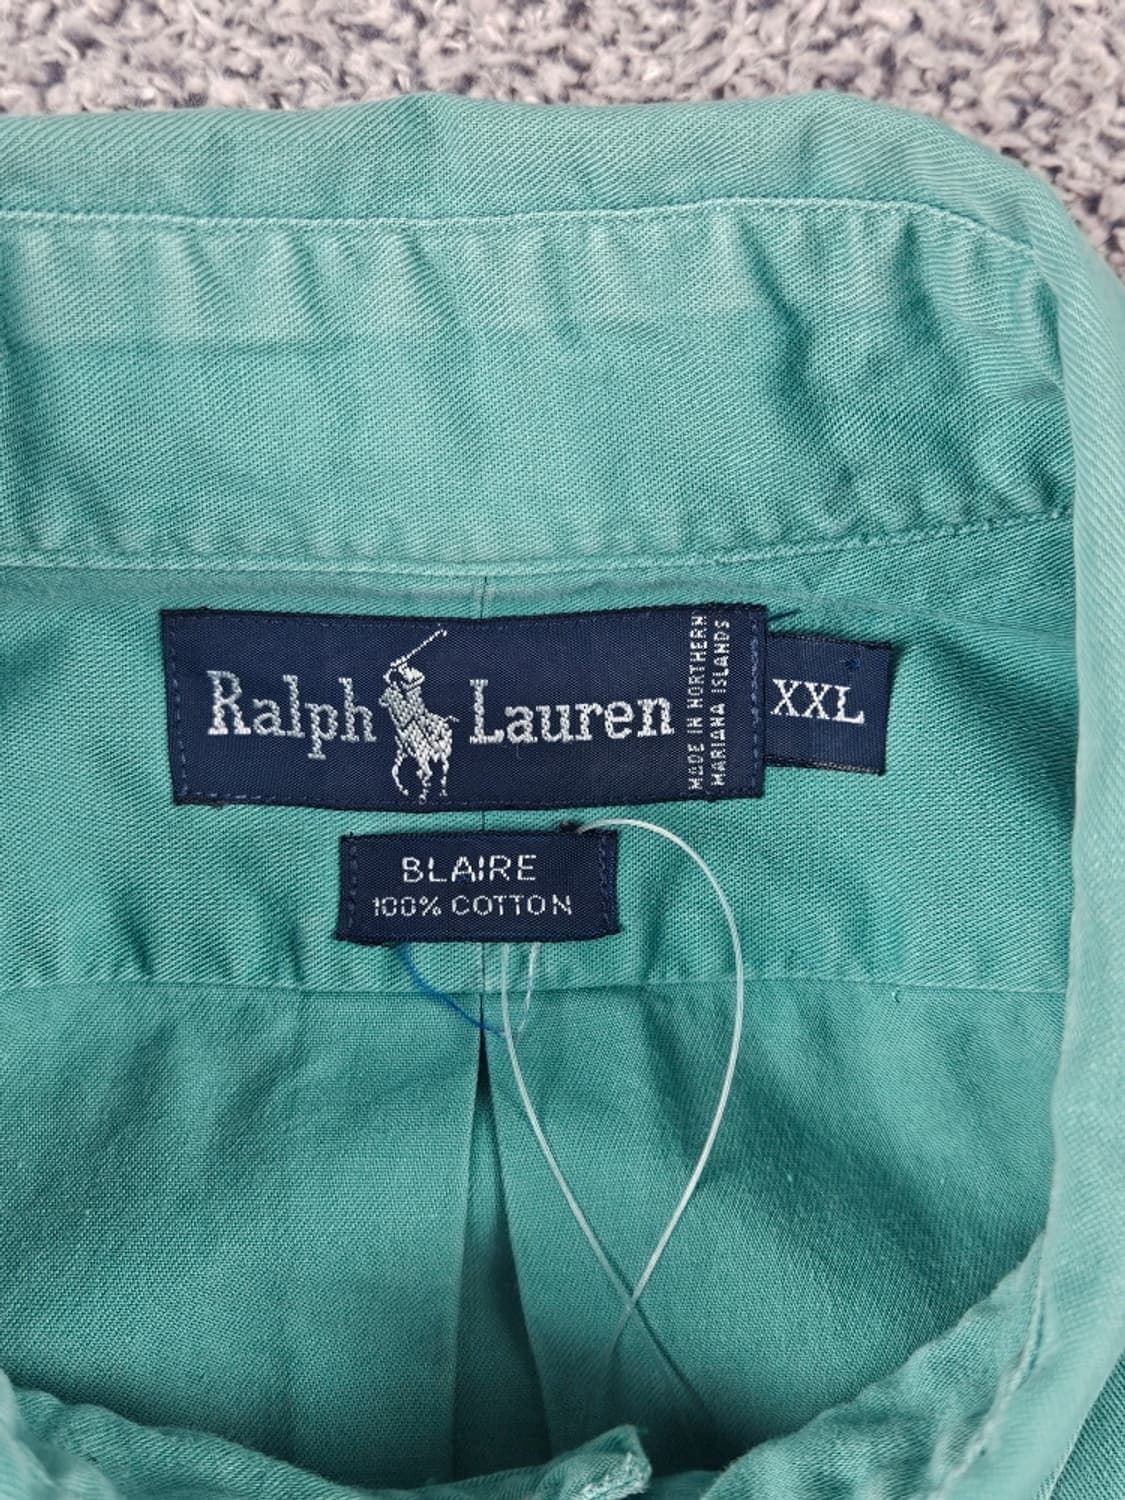 Ralph Lauren
MADE IN NORTHERN
MARIANA ISLANDS
XXL
BLAIRE
100% COTTON